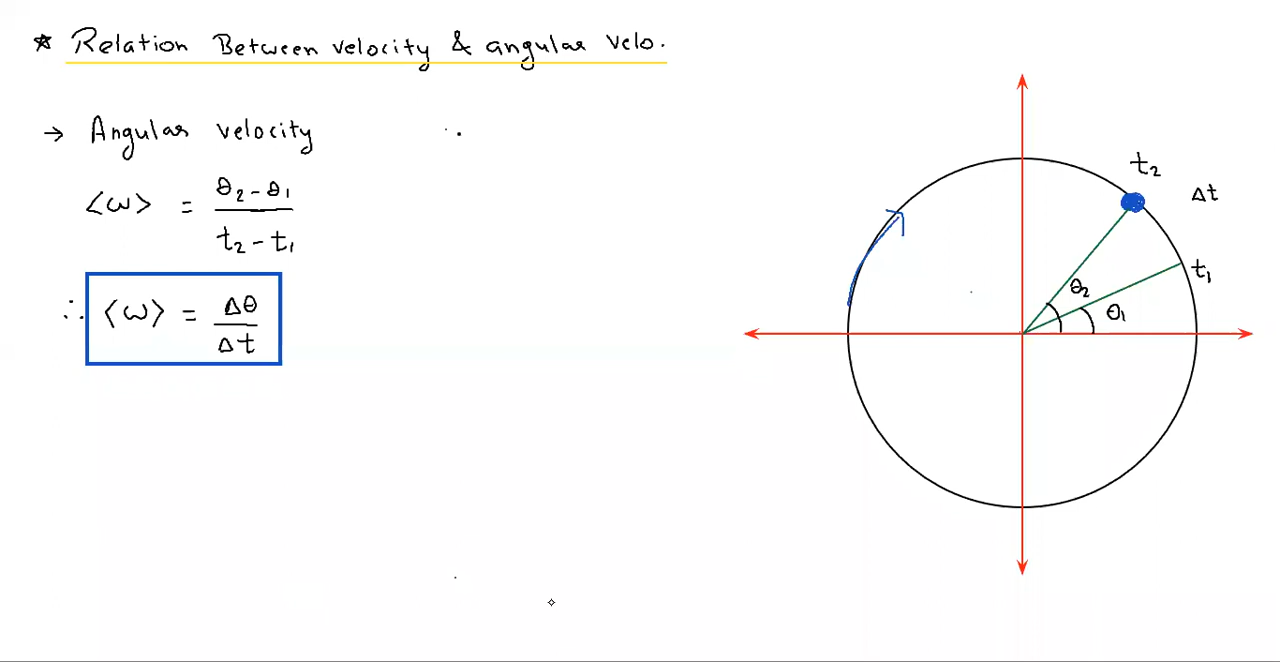 * Relation Between velocity & angular velo.
→ Angular velocity
<ω> = θ₂-θ₁ / t₂-t₁
∴ <ω> = Δθ / Δt
t₂
Δt
t₁
θ₂
θ₁